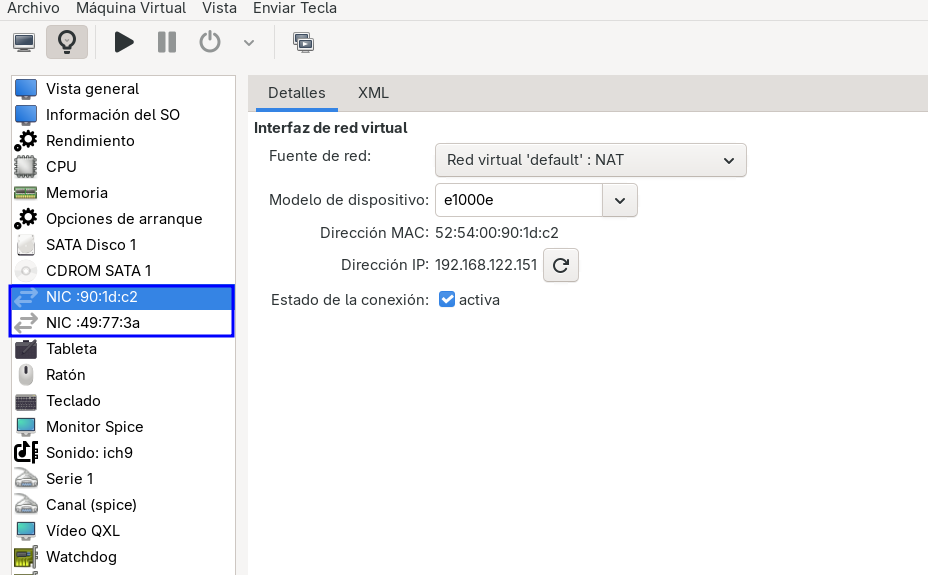 Archivo Máquina Virtual Vista Enviar Tecla
Vista general
Información del SO
Rendimiento
CPU
Memoria
Opciones de arranque
SATA Disco 1
CDROM SATA 1
NIC :90:1d:c2
NIC :49:77:3a
Tableta
Ratón
Teclado
Monitor Spice
Sonido: ich9
Serie 1
Canal (spice)
Vídeo QXL
Watchdog
Detalles XML
Interfaz de red virtual
Fuente de red: Red virtual 'default' : NAT
Modelo de dispositivo: e1000e
Dirección MAC: 52:54:00:90:1d:c2
Dirección IP: 192.168.122.151
Estado de la conexión: activa